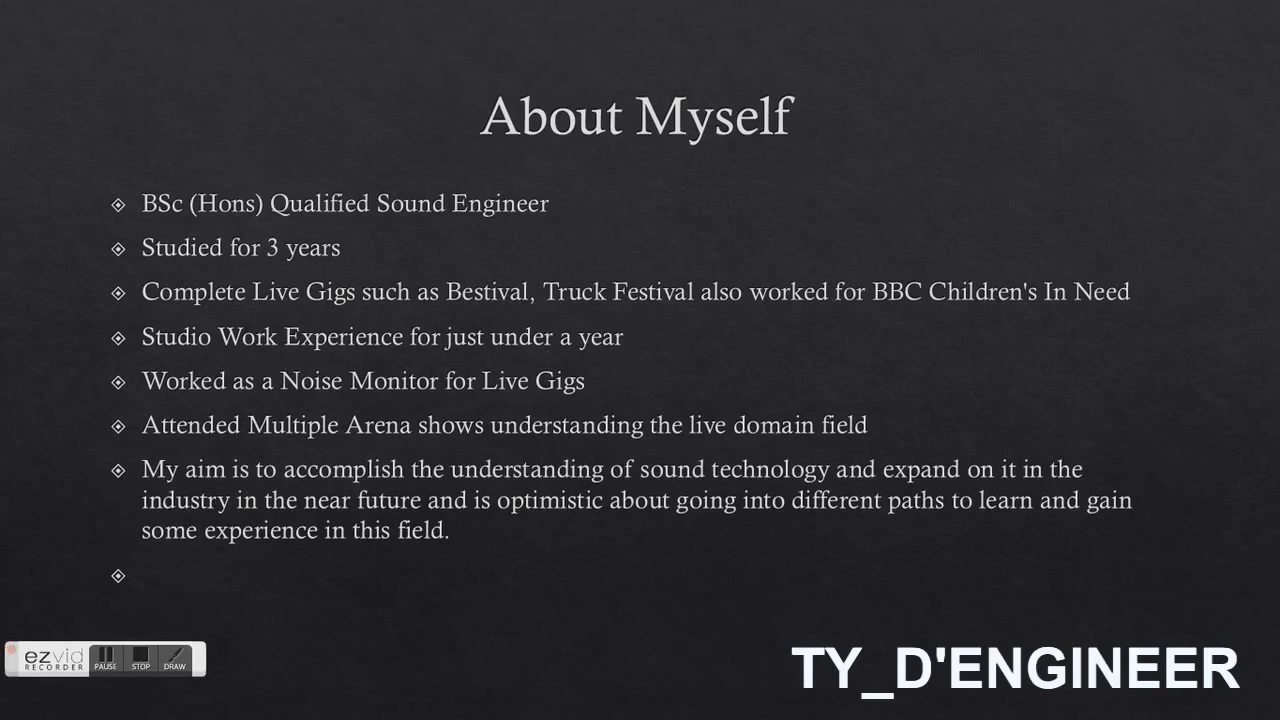 About Myself
BSc (Hons) Qualified Sound Engineer
Studied for 3 years
Complete Live Gigs such as Bestival, Truck Festival also worked for BBC Children's In Need
Studio Work Experience for just under a year
Worked as a Noise Monitor for Live Gigs
Attended Multiple Arena shows understanding the live domain field
My aim is to accomplish the understanding of sound technology and expand on it in the
industry in the near future and is optimistic about going into different paths to learn and gain
some experience in this field.
ezvid
RECORDER
PAUSE STOP DRAW
TY_D'ENGINEER